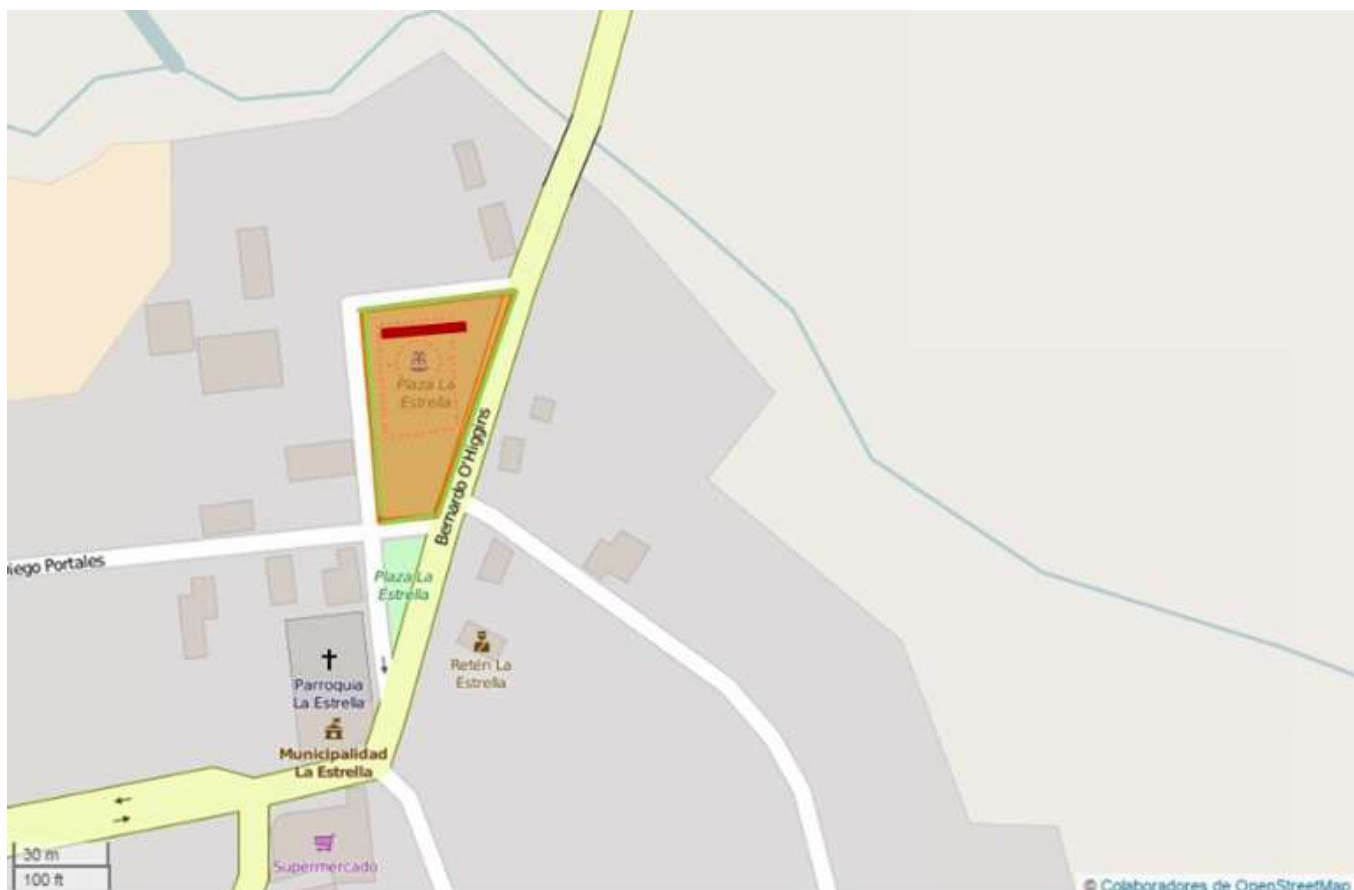 Plaza La
Estrella
Bernardo O'Higgins
iego Portales
Plaza La
Estrella
Retén La
Estrella
Parroquia
La Estrella
Municipalidad
La Estrella
Supermercado
30 m
100 ft
© Colaboradores de OpenStreetMap